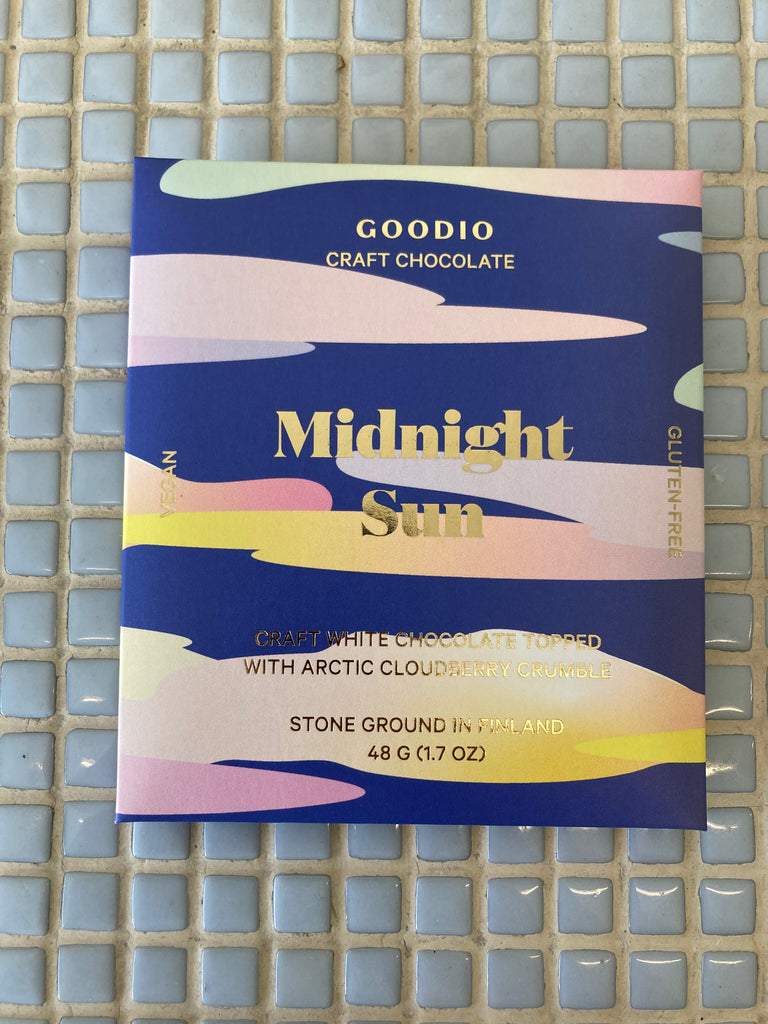 GOODIO
CRAFT CHOCOLATE
Midnight
Sun
VEGAN
GLUTEN-FREE
CRAFT WHITE CHOCOLATE TOPPED
WITH ARCTIC CLOUDBERRY CRUMBLE
STONE GROUND IN FINLAND
48 G (1.7 OZ)